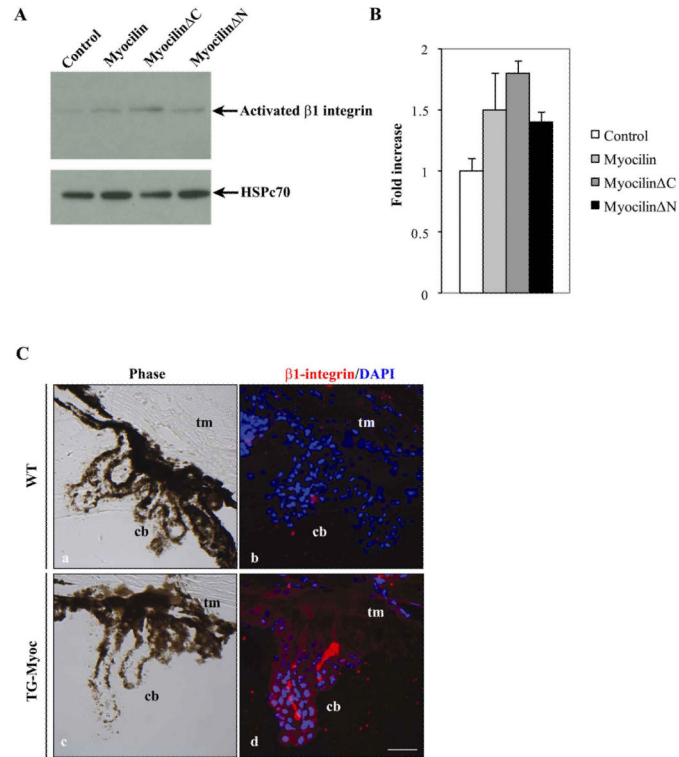 A
Control
Myocilin
MyocilinΔC
MyocilinΔN
Activated β1 integrin
HSPc70
B
2
1.5
1
0.5
0
Fold increase
Control
Myocilin
MyocilinΔC
MyocilinΔN
C
Phase
β1-integrin/DAPI
WT
tm
cb
a
tm
cb
b
TG-Myoc
tm
cb
c
tm
cb
d